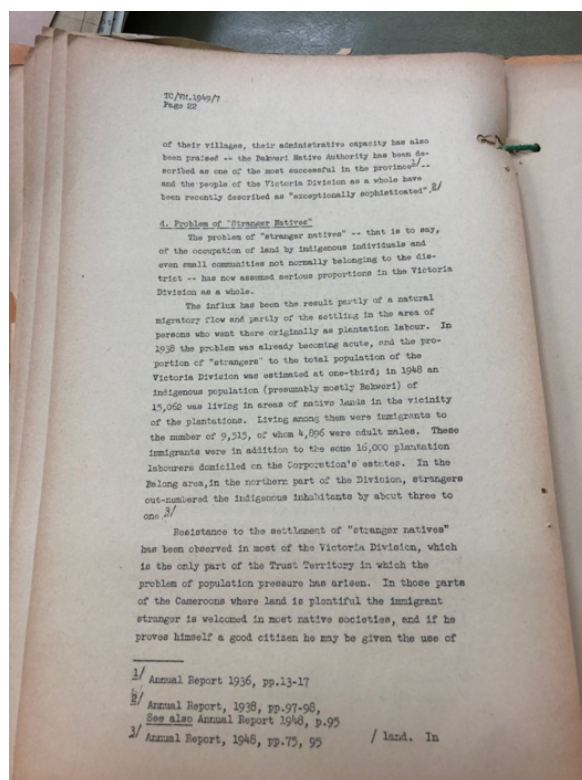 TC/VM.1949/7
Page 22
of their villages, their administrative capacity has also
been praised -- the Bakweri Native Authority has been de-
scribed as one of the most successful in the province1/--
and the people of the Victoria Division as a whole have
been recently described as "exceptionally sophisticated".2/
d. Problem of "Stranger Natives"
The problem of "stranger natives" -- that is to say,
of the occupation of land by indigenous individuals and
even small communities not normally belonging to the dis-
trict -- has now assumed serious proportions in the Victoria
Division as a whole.
The influx has been the result partly of a natural
migratory flow and partly of the settling in the area of
persons who went there originally as plantation labour. In
1938 the problem was already becoming acute, and the pro-
portion of "strangers" to the total population of the
Victoria Division was estimated at one-third; in 1948 an
indigenous population (presumably mostly Bakweri) of
15,062 was living in areas of native lands in the vicinity
of the plantations. Living among them were immigrants to
the number of 9,515, of whom 4,896 were adult males. These
immigrants were in addition to the some 16,000 plantation
labourers domiciled on the Corporation's estates. In the
Balong area,in the northern part of the Division, strangers
out-numbered the indigenous inhabitants by about three to
one.3/
Resistance to the settlement of "stranger natives"
has been observed in most of the Victoria Division, which
is the only part of the Trust Territory in which the
problem of population pressure has arisen. In those parts
of the Cameroons where land is plentiful the immigrant
stranger is welcomed in most native societies, and if he
proves himself a good citizen he may be given the use of
1/ Annual Report 1936, pp.13-17
2/ Annual Report, 1938, pp.97-98,
See also Annual Report 1948, p.95
3/ Annual Report, 1948, pp.75, 95
/ land. In